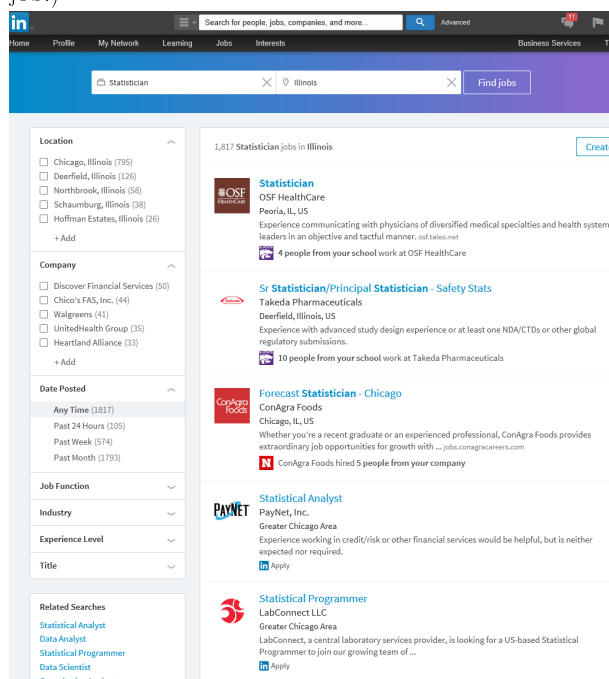 in
Search for people, jobs, companies, and more...
Advanced
11
Home Profile My Network Learning Jobs Interests Business Services
Statistician
Illinois
Find jobs
Location
Chicago, Illinois (795)
Deerfield, Illinois (126)
Northbrook, Illinois (58)
Schaumburg, Illinois (38)
Hoffman Estates, Illinois (26)
+ Add
Company
Discover Financial Services (50)
Chico's FAS, Inc. (44)
Walgreens (41)
UnitedHealth Group (35)
Heartland Alliance (33)
+ Add
Date Posted
Any Time (1817)
Past 24 Hours (105)
Past Week (574)
Past Month (1793)
Job Function
Industry
Experience Level
Title
Related Searches
Statistical Analyst
Data Analyst
Statistical Programmer
Data Scientist
1,817 Statistician jobs in Illinois
Create
OSF
HEALTHCARE
Statistician
OSF HealthCare
Peoria, IL, US
Experience communicating with physicians of diversified medical specialties and health system
leaders in an objective and tactful manner. osf.taleo.net
4 people from your school work at OSF HealthCare
Takeda
Sr Statistician/Principal Statistician - Safety Stats
Takeda Pharmaceuticals
Deerfield, Illinois, US
Experience with advanced study design experience or at least one NDA/CTDs or other global
regulatory submissions.
10 people from your school work at Takeda Pharmaceuticals
ConAgra
Foods
Forecast Statistician - Chicago
ConAgra Foods
Chicago, IL, US
Whether you're a recent graduate or an experienced professional, ConAgra Foods provides
extraordinary job opportunities for growth with ... jobs.conagracareers.com
N ConAgra Foods hired 5 people from your company
PAYNET
Statistical Analyst
PayNet, Inc.
Greater Chicago Area
Experience working in credit/risk or other financial services would be helpful, but is neither
expected nor required.
in Apply
Statistical Programmer
LabConnect LLC
Greater Chicago Area
LabConnect, a central laboratory services provider, is looking for a US-based Statistical
Programmer to join our growing team of ...
in Apply